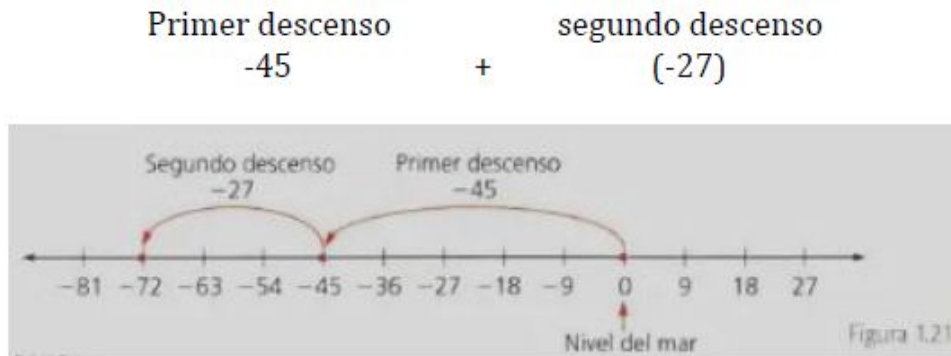 Primer descenso segundo descenso
-45 + (-27)
Segundo descenso Primer descenso
−27 −45
−81 −72 −63 −54 −45 −36 −27 −18 −9 0 9 18 27
Nivel del mar
Figura 1.21